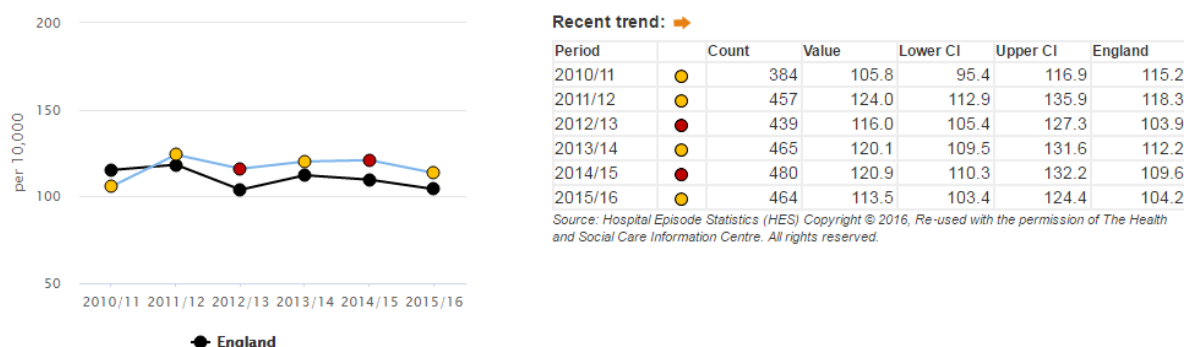 200
150
100
50
per 10,000
2010/11 2011/12 2012/13 2013/14 2014/15 2015/16
England
Recent trend:
Period Count Value Lower CI Upper CI England
2010/11 384 105.8 95.4 116.9 115.2
2011/12 457 124.0 112.9 135.9 118.3
2012/13 439 116.0 105.4 127.3 103.9
2013/14 465 120.1 109.5 131.6 112.2
2014/15 480 120.9 110.3 132.2 109.6
2015/16 464 113.5 103.4 124.4 104.2
Source: Hospital Episode Statistics (HES) Copyright © 2016, Re-used with the permission of The Health
and Social Care Information Centre. All rights reserved.